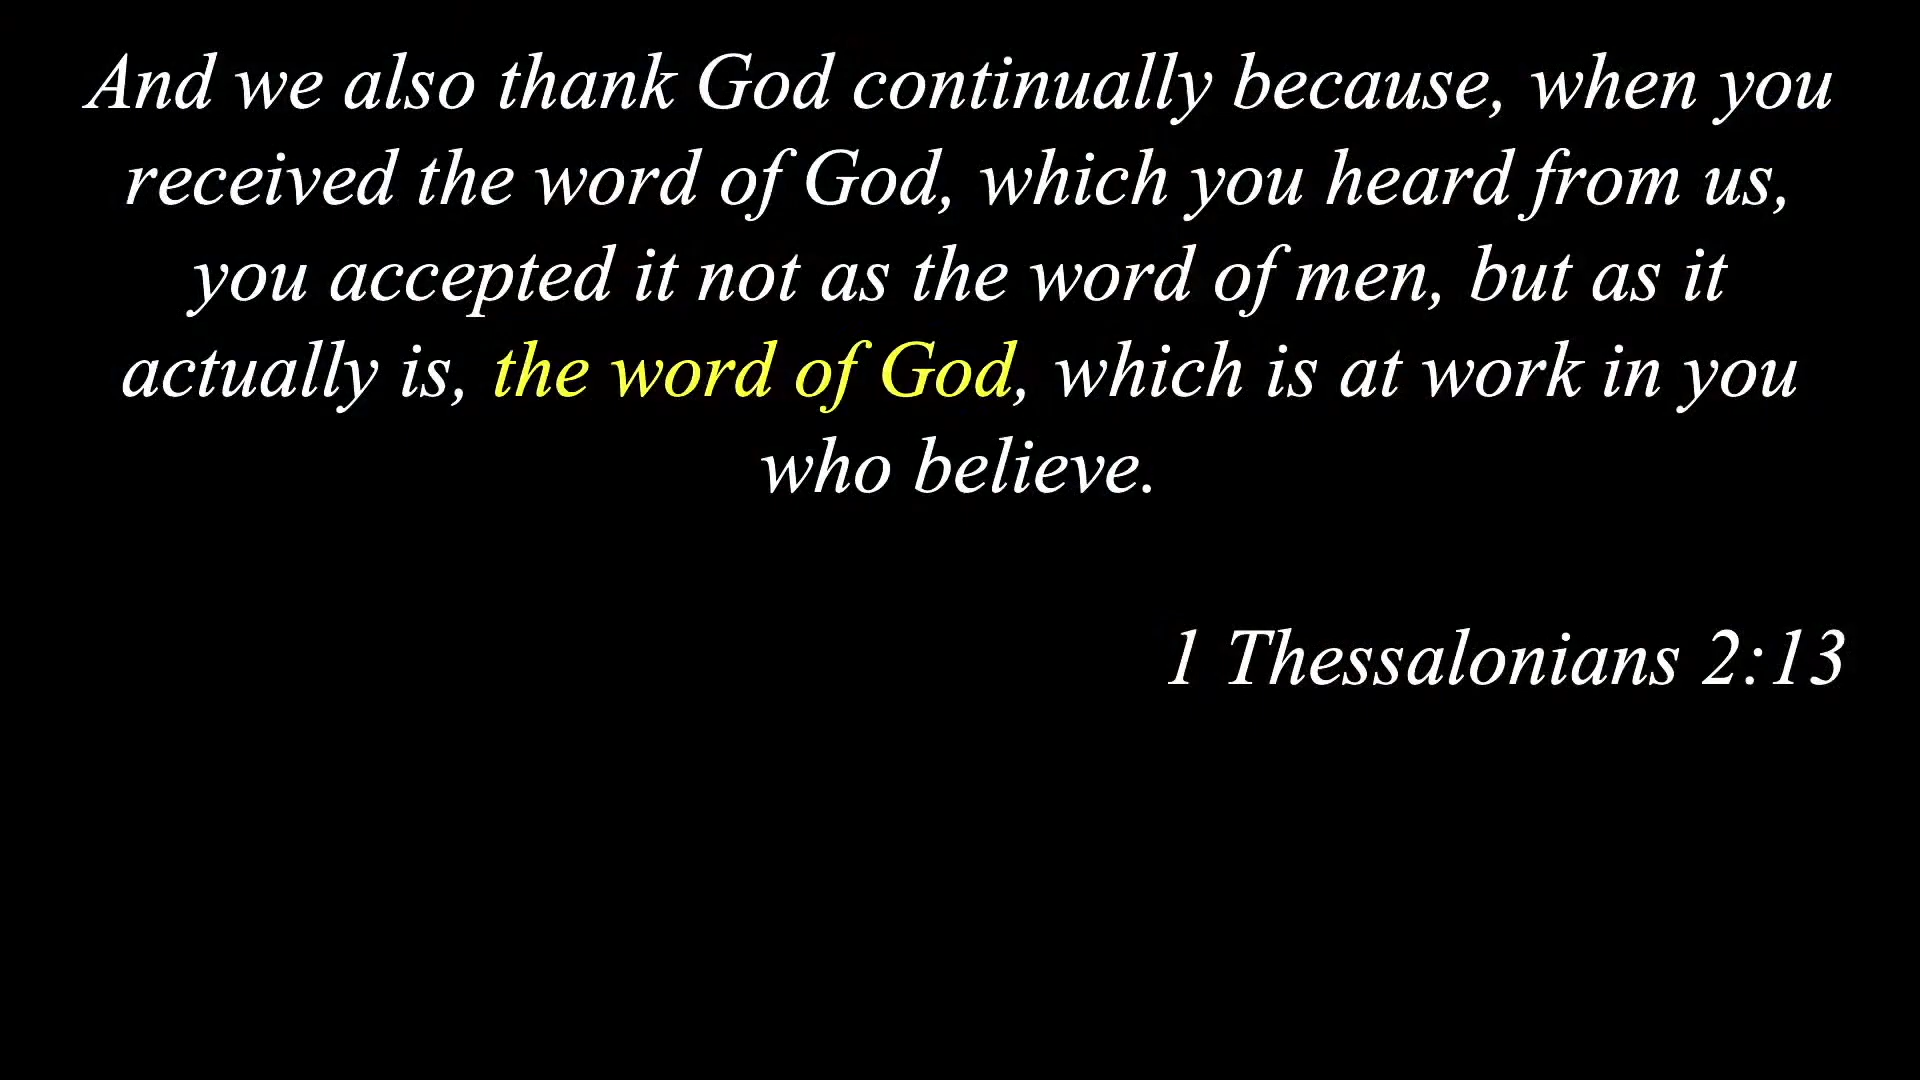 And we also thank God continually because, when you
received the word of God, which you heard from us,
you accepted it not as the word of men, but as it
actually is, the word of God, which is at work in you
who believe.
1 Thessalonians 2:13